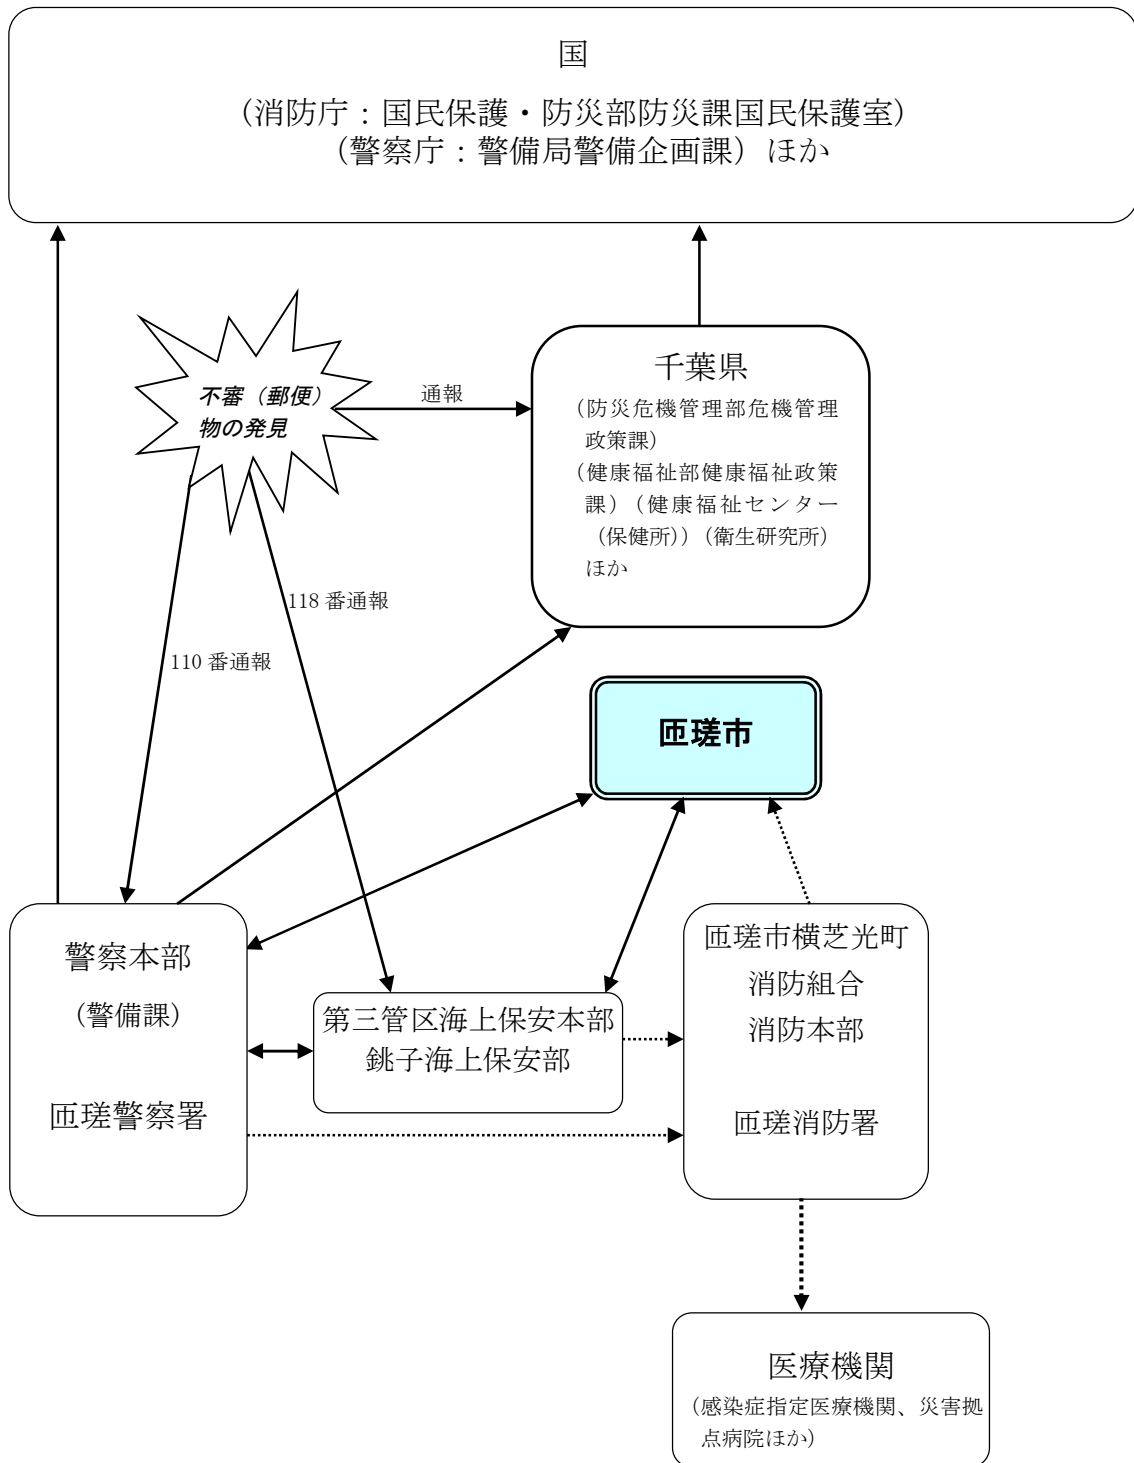 国
(消防庁:国民保護・防災部防災課国民保護室)
(警察庁:警備局警備企画課)ほか
不審(郵便)
物の発見
通報
千葉県
(防災危機管理部危機管理
政策課)
(健康福祉部健康福祉政策
課)(健康福祉センター
(保健所))(衛生研究所)
ほか
118 番通報
110 番通報
匝瑳市
警察本部
(警備課)
匝瑳警察署
第三管区海上保安本部
銚子海上保安部
匝瑳市横芝光町
消防組合
消防本部
匝瑳消防署
医療機関
(感染症指定医療機関、災害拠
点病院ほか)